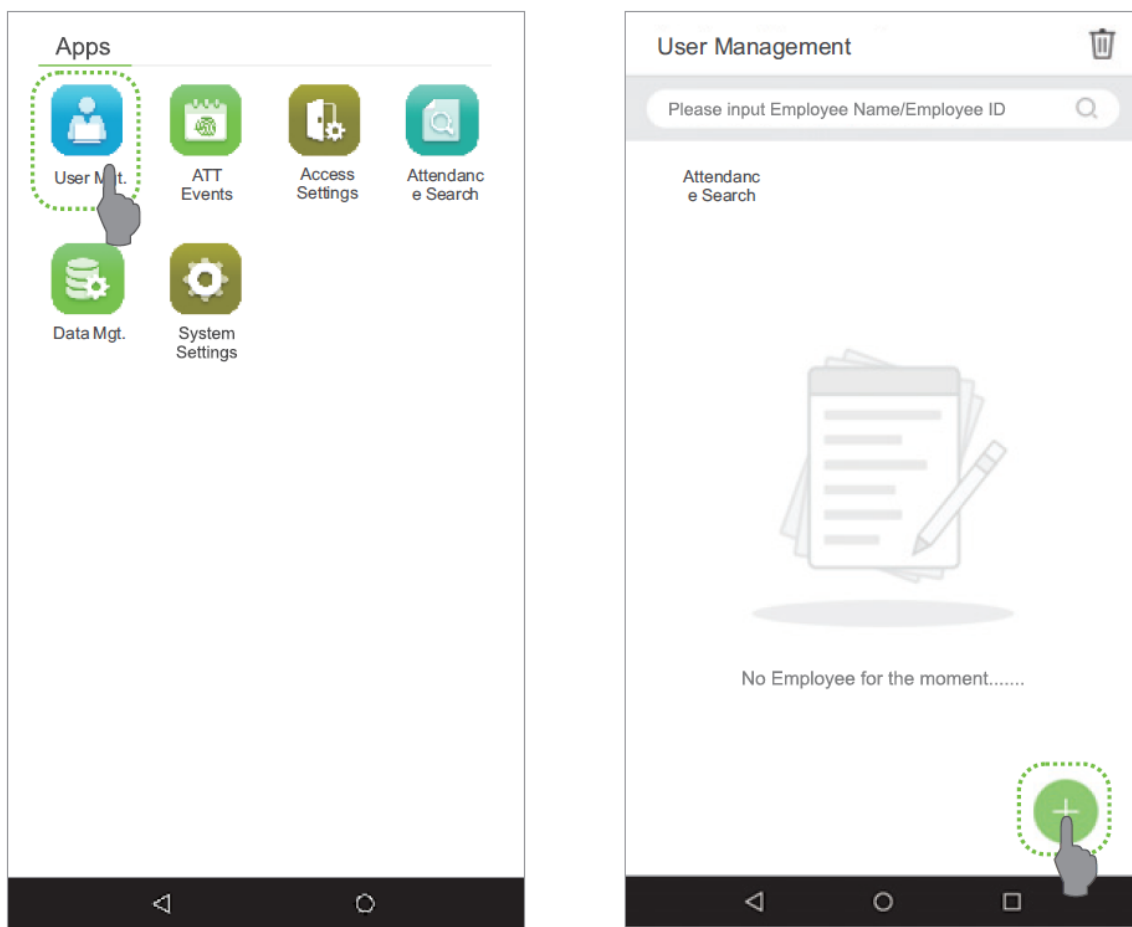 Apps
User Mgt.
ATT
Events
Access
Settings
Attendanc
e Search
Data Mgt.
System
Settings
User Management
Please input Employee Name/Employee ID
Attendanc
e Search
No Employee for the moment.......